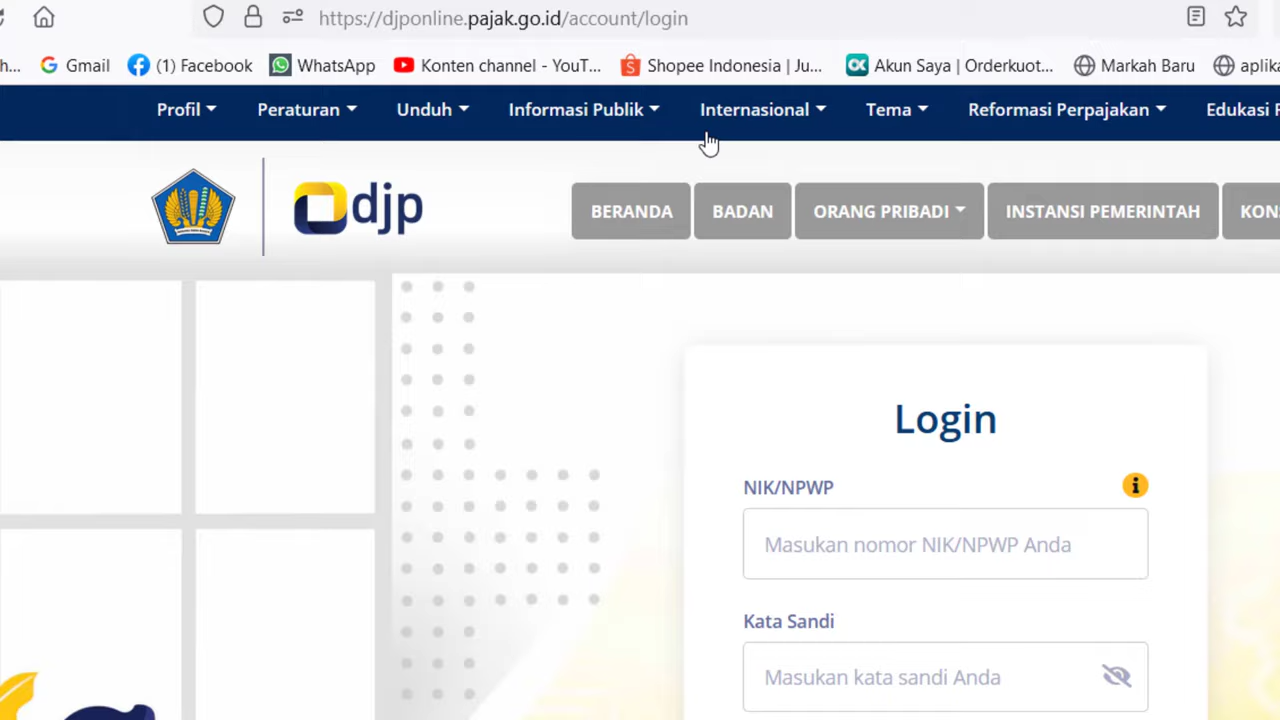 https://djponline.pajak.go.id/account/login
h... Gmail (1) Facebook WhatsApp Konten channel - YouT... Shopee Indonesia | Ju... Akun Saya | Orderkuot... Markah Baru aplika
Profil Peraturan Unduh Informasi Publik Internasional Tema Reformasi Perpajakan Edukasi P
djp
BERANDA BADAN ORANG PRIBADI INSTANSI PEMERINTAH KON
Login
NIK/NPWP
Masukan nomor NIK/NPWP Anda
Kata Sandi
Masukan kata sandi Anda